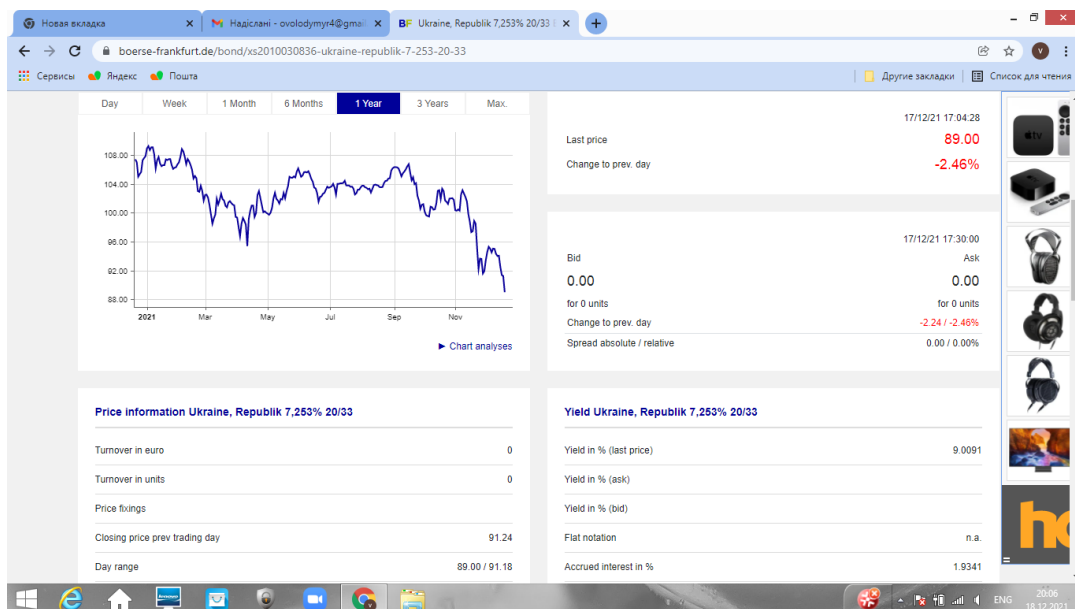 Новая вкладка
Надіслані - ovolodymyr4@gmail
BF Ukraine, Republik 7,253% 20/33
boerse-frankfurt.de/bond/xs2010030836-ukraine-republik-7-253-20-33
V
Сервисы Яндекс Почта
Другие закладки Список для чтения
Day Week 1 Month 6 Months 1 Year 3 Years Max.
108.00
104.00
100.00
96.00
92.00
88.00
2021 Mar May Jul Sep Nov
► Chart analyses
17/12/21 17:04:28
Last price 89.00
Change to prev. day -2.46%
17/12/21 17:30:00
Bid Ask
0.00 0.00
for 0 units for 0 units
Change to prev. day -2.24 / -2.46%
Spread absolute / relative 0.00 / 0.00%
Price information Ukraine, Republik 7,253% 20/33
Turnover in euro 0
Turnover in units 0
Price fixings
Closing price prev trading day 91.24
Day range 89.00 / 91.18
Yield Ukraine, Republik 7,253% 20/33
Yield in % (last price) 9.0091
Yield in % (ask)
Yield in % (bid)
Flat notation n.a.
Accrued interest in % 1.9341
tv
ENG
20:06
18.12.2021